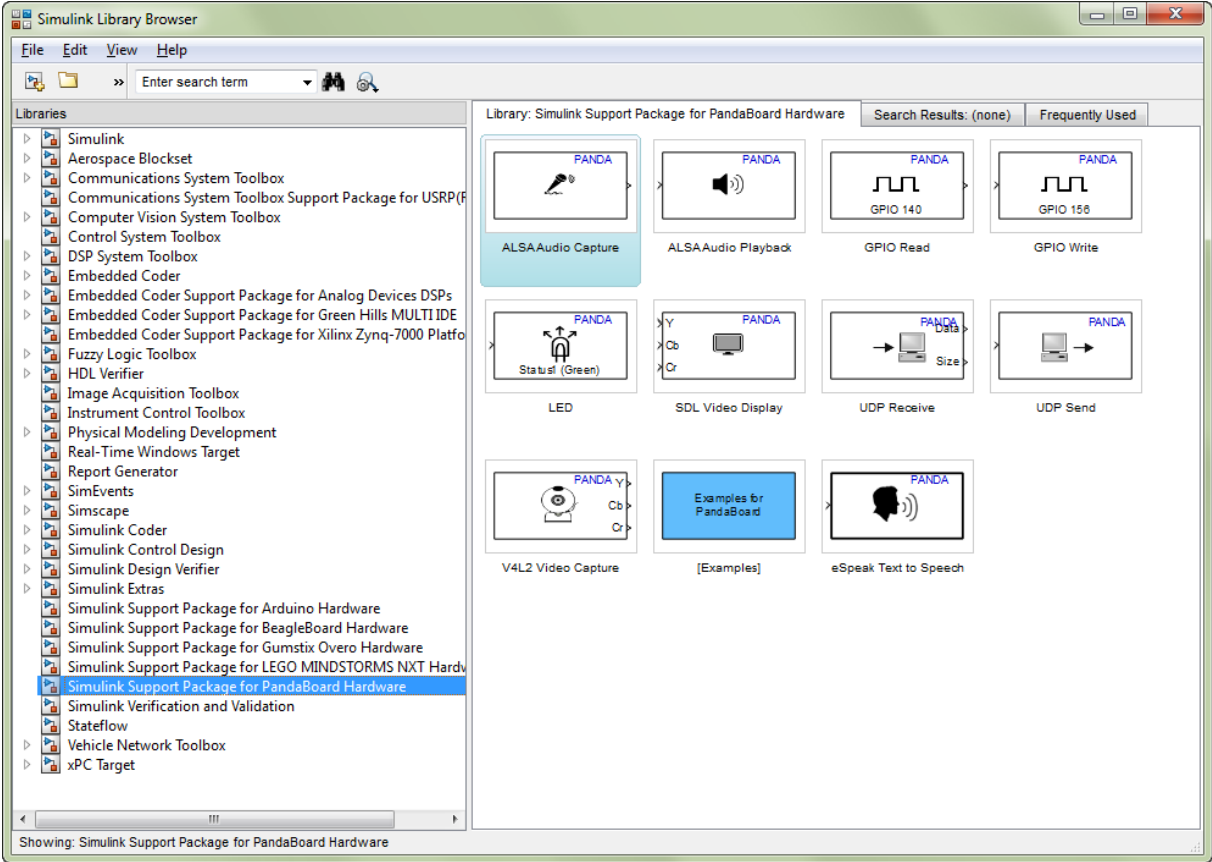 Simulink Library Browser
File Edit View Help
» Enter search term
Libraries
Simulink
Aerospace Blockset
Communications System Toolbox
Communications System Toolbox Support Package for USRP(R
Computer Vision System Toolbox
Control System Toolbox
DSP System Toolbox
Embedded Coder
Embedded Coder Support Package for Analog Devices DSPs
Embedded Coder Support Package for Green Hills MULTI IDE
Embedded Coder Support Package for Xilinx Zynq-7000 Platfo
Fuzzy Logic Toolbox
HDL Verifier
Image Acquisition Toolbox
Instrument Control Toolbox
Physical Modeling Development
Real-Time Windows Target
Report Generator
SimEvents
Simscape
Simulink Coder
Simulink Control Design
Simulink Design Verifier
Simulink Extras
Simulink Support Package for Arduino Hardware
Simulink Support Package for BeagleBoard Hardware
Simulink Support Package for Gumstix Overo Hardware
Simulink Support Package for LEGO MINDSTORMS NXT Hardw
Simulink Support Package for PandaBoard Hardware
Simulink Verification and Validation
Stateflow
Vehicle Network Toolbox
xPC Target
Library: Simulink Support Package for PandaBoard Hardware Search Results: (none) Frequently Used
PANDA PANDA PANDA PANDA
GPIO 140 GPIO 156
ALSA Audio Capture ALSA Audio Playback GPIO Read GPIO Write
PANDA Y PANDA PANDA Data PANDA
Cb
Status1 (Green) Cr Size
LED SDL Video Display UDP Receive UDP Send
PANDA Y PANDA
Cb Examples for
Cr PandaBoard
V4L2 Video Capture [Examples] eSpeak Text to Speech
Showing: Simulink Support Package for PandaBoard Hardware